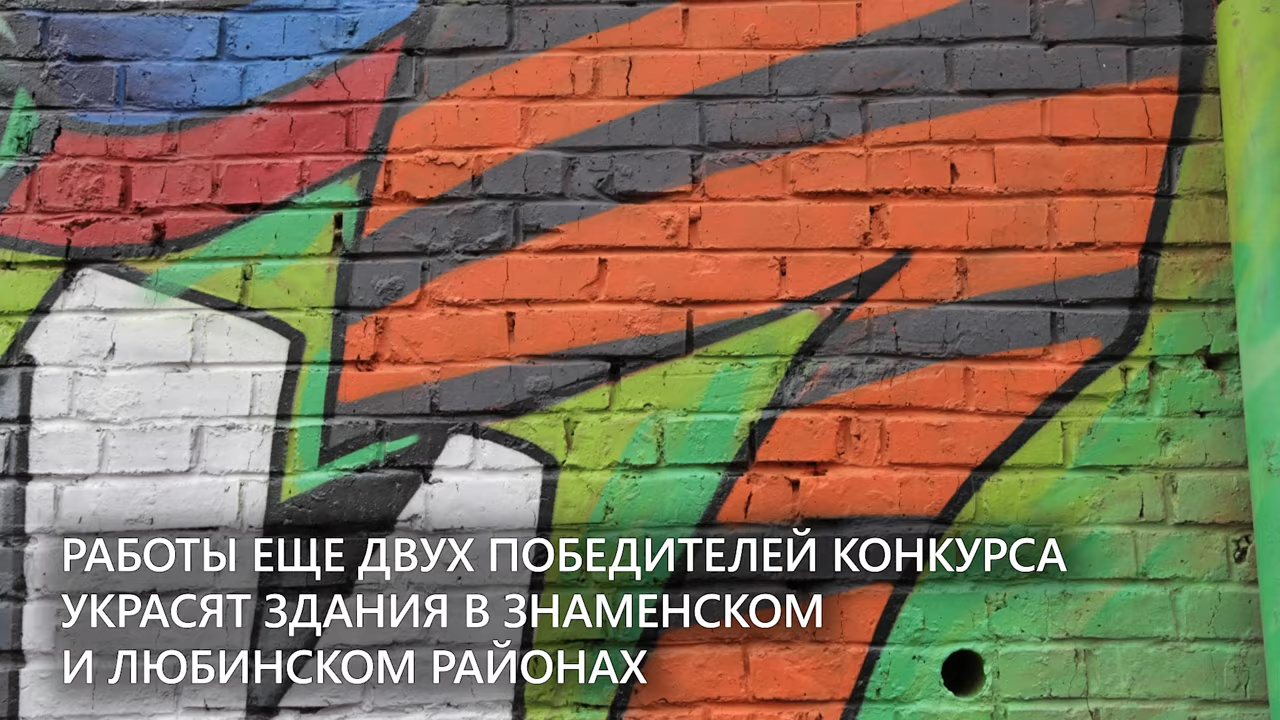 РАБОТЫ ЕЩЕ ДВУХ ПОБЕДИТЕЛЕЙ КОНКУРСА
УКРАСЯТ ЗДАНИЯ В ЗНАМЕНСКОМ
И ЛЮБИНСКОМ РАЙОНАХ